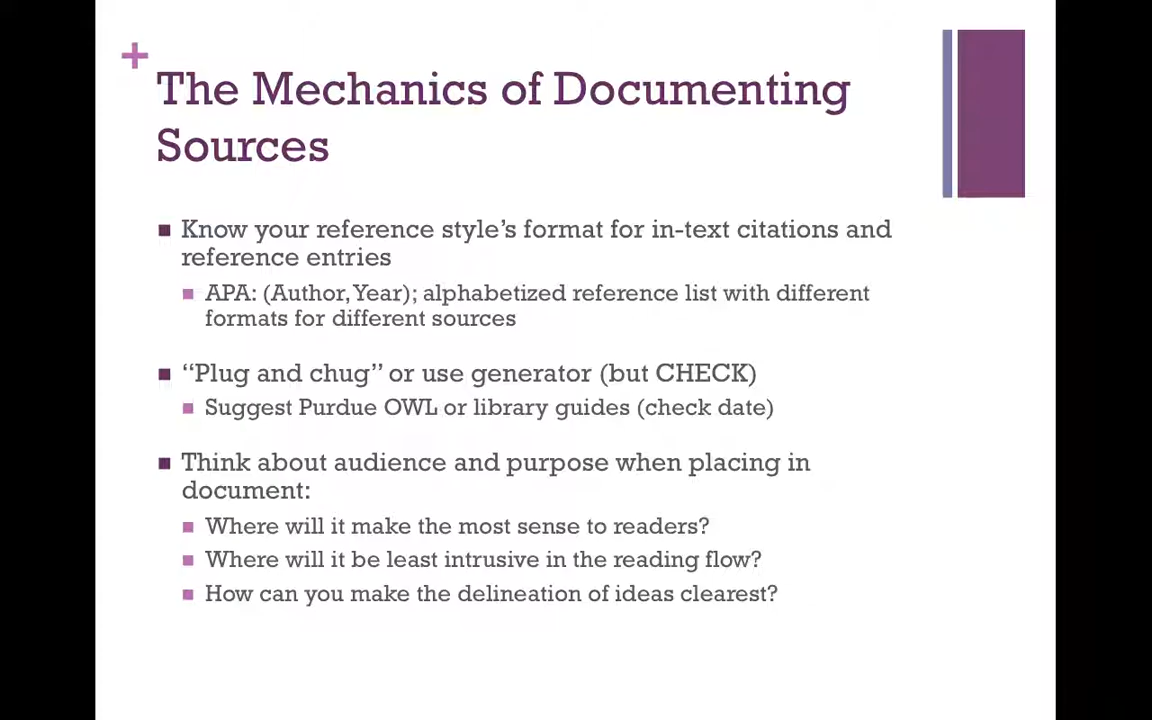 +
The Mechanics of Documenting
Sources
■ Know your reference style’s format for in-text citations and
reference entries
■ APA: (Author, Year); alphabetized reference list with different
formats for different sources
■ “Plug and chug” or use generator (but CHECK)
■ Suggest Purdue OWL or library guides (check date)
■ Think about audience and purpose when placing in
document:
■ Where will it make the most sense to readers?
■ Where will it be least intrusive in the reading flow?
■ How can you make the delineation of ideas clearest?